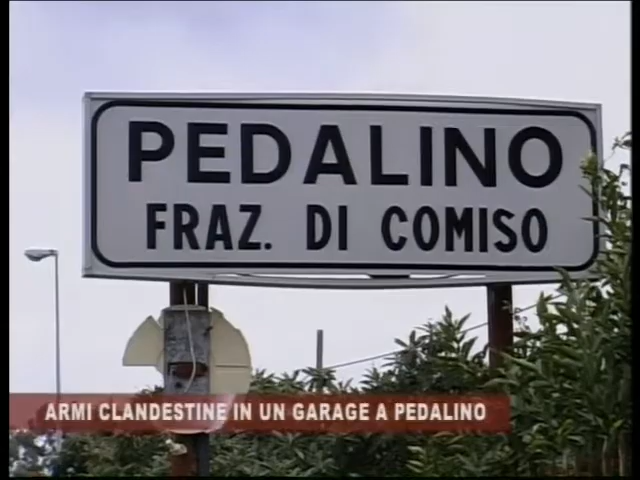 PEDALINO
FRAZ. DI COMISO
ARMI CLANDESTINE IN UN GARAGE A PEDALINO